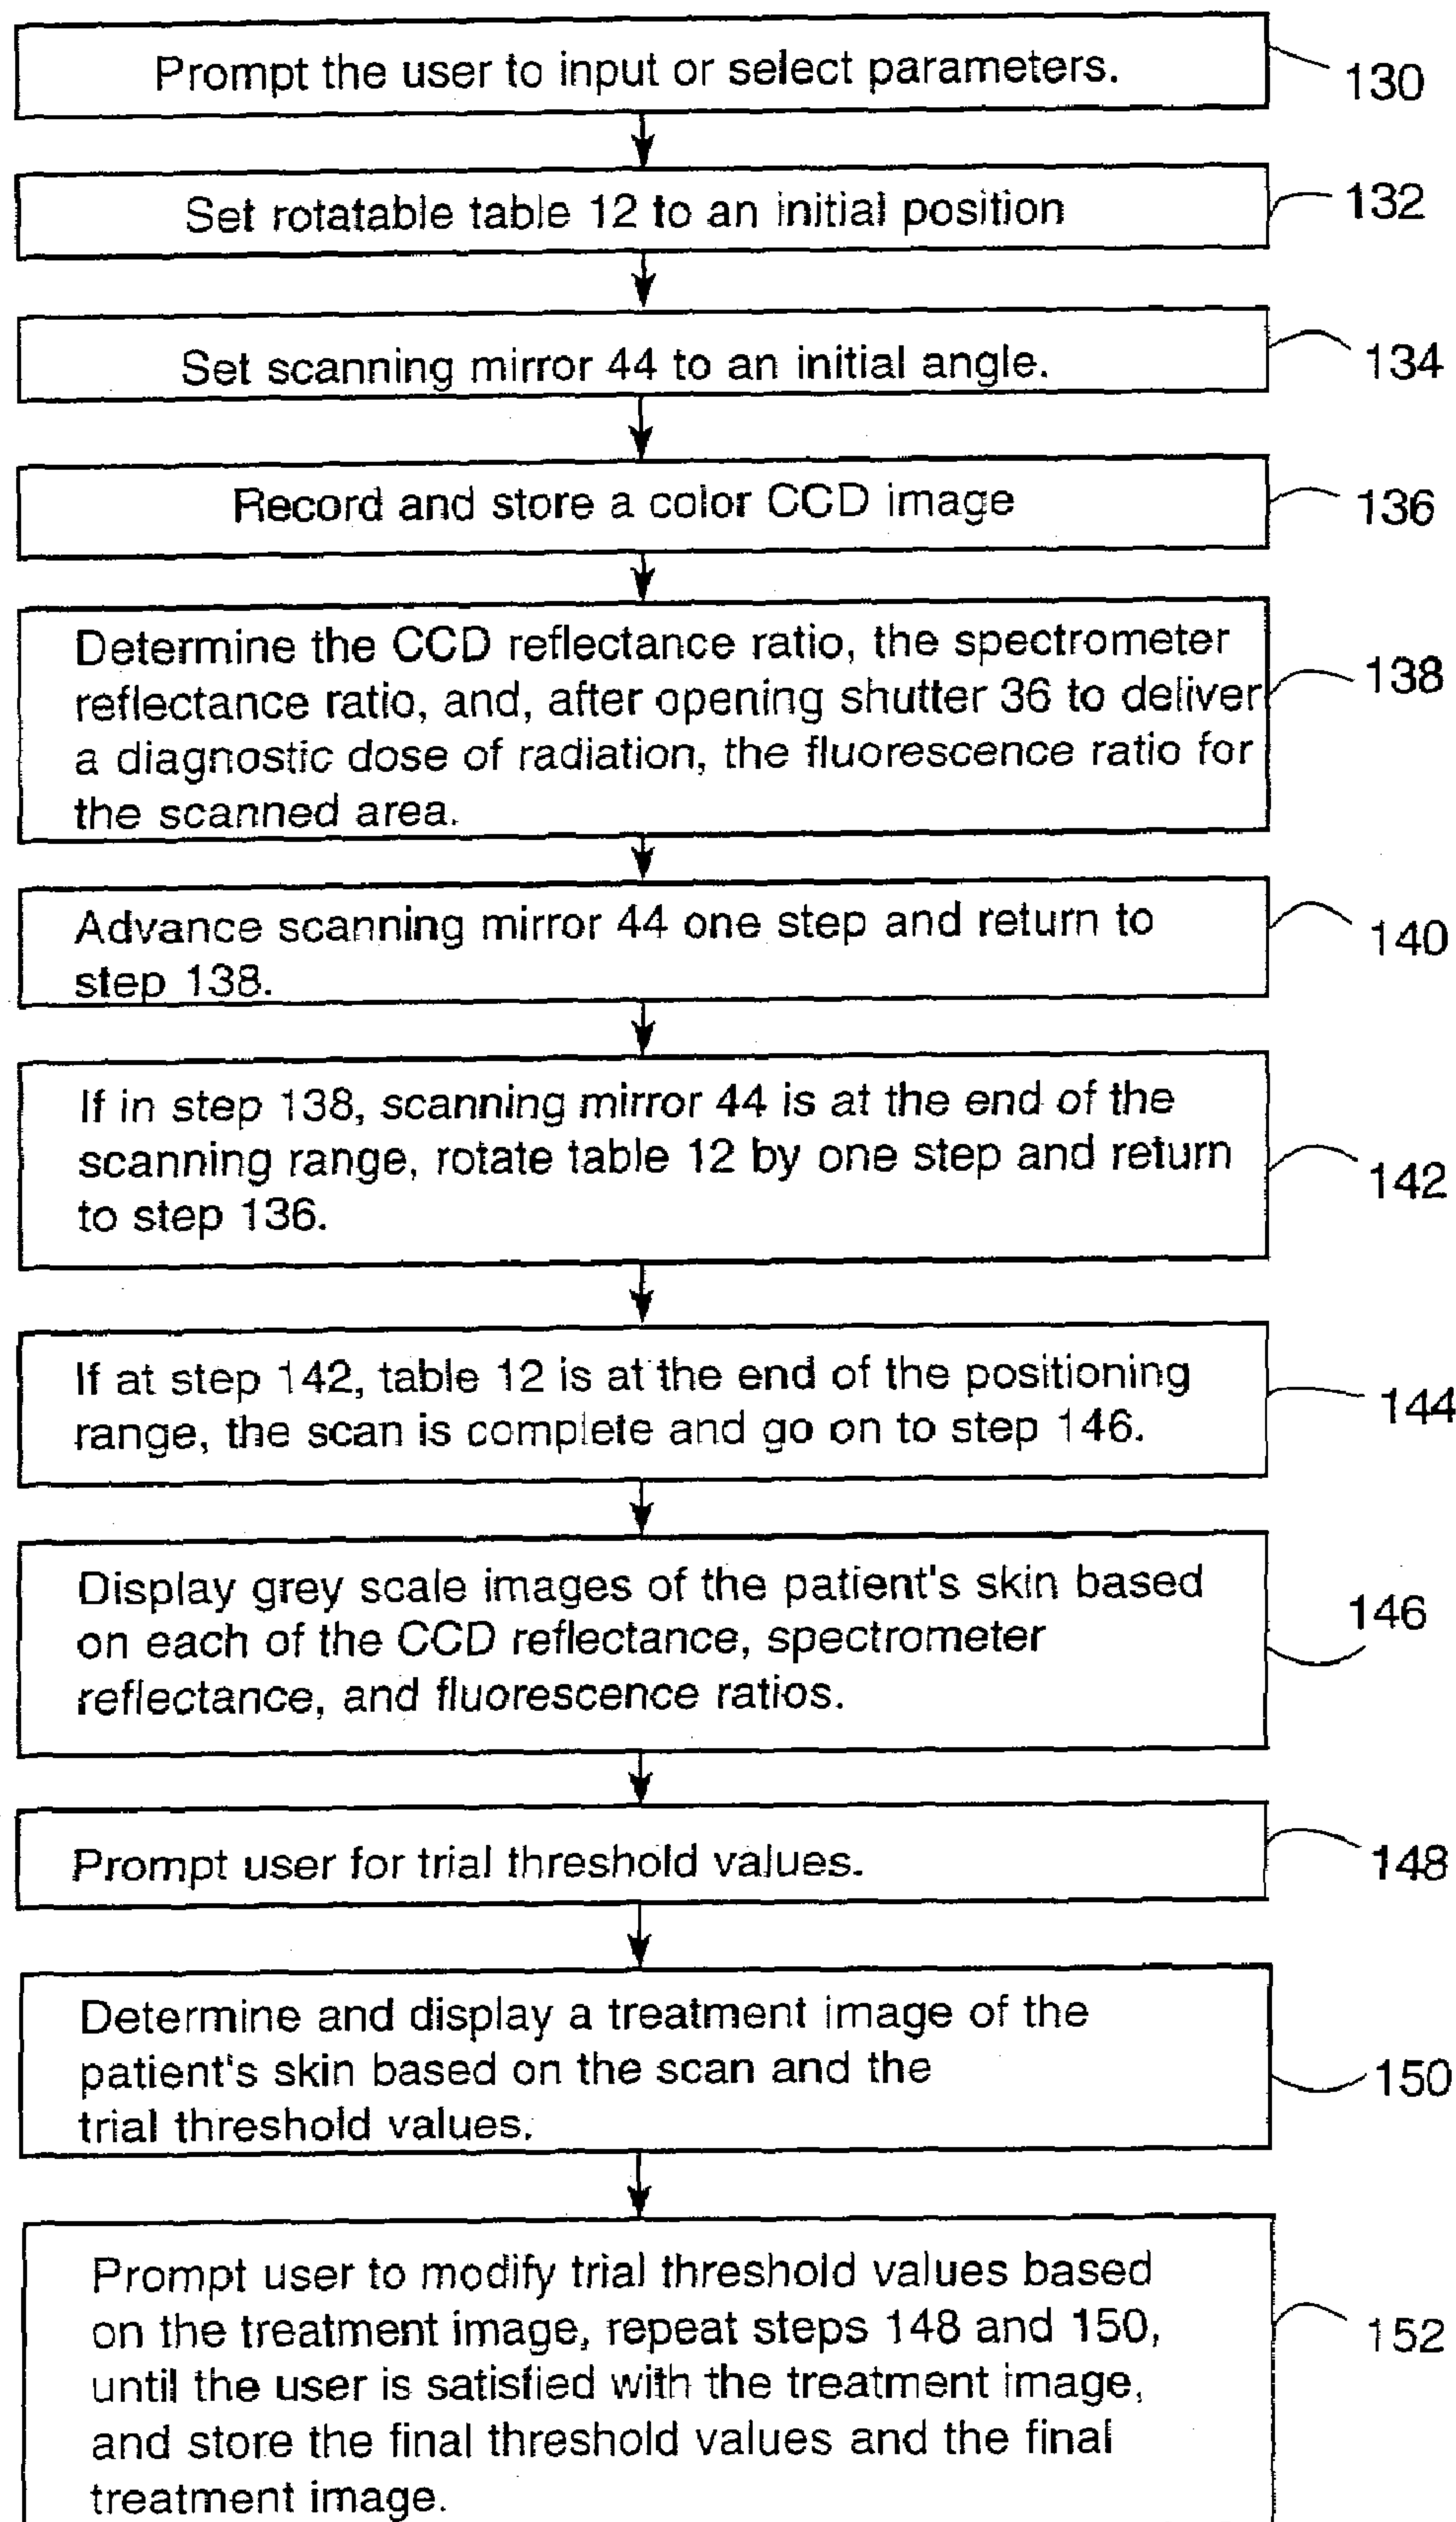 Prompt the user to input or select parameters.
130
Set rotatable table 12 to an initial position
132
Set scanning mirror 44 to an initial angle.
134
Record and store a color CCD image
136
Determine the CCD reflectance ratio, the spectrometer
reflectance ratio, and, after opening shutter 36 to deliver
a diagnostic dose of radiation, the fluorescence ratio for
the scanned area.
138
Advance scanning mirror 44 one step and return to
step 138.
140
If in step 138, scanning mirror 44 is at the end of the
scanning range, rotate table 12 by one step and return
to step 136.
142
If at step 142, table 12 is at the end of the positioning
range, the scan is complete and go on to step 146.
144
Display grey scale images of the patient's skin based
on each of the CCD reflectance, spectrometer
reflectance, and fluorescence ratios.
146
Prompt user for trial threshold values.
148
Determine and display a treatment image of the
patient's skin based on the scan and the
trial threshold values.
150
Prompt user to modify trial threshold values based
on the treatment image, repeat steps 148 and 150,
until the user is satisfied with the treatment image,
and store the final threshold values and the final
treatment image.
152